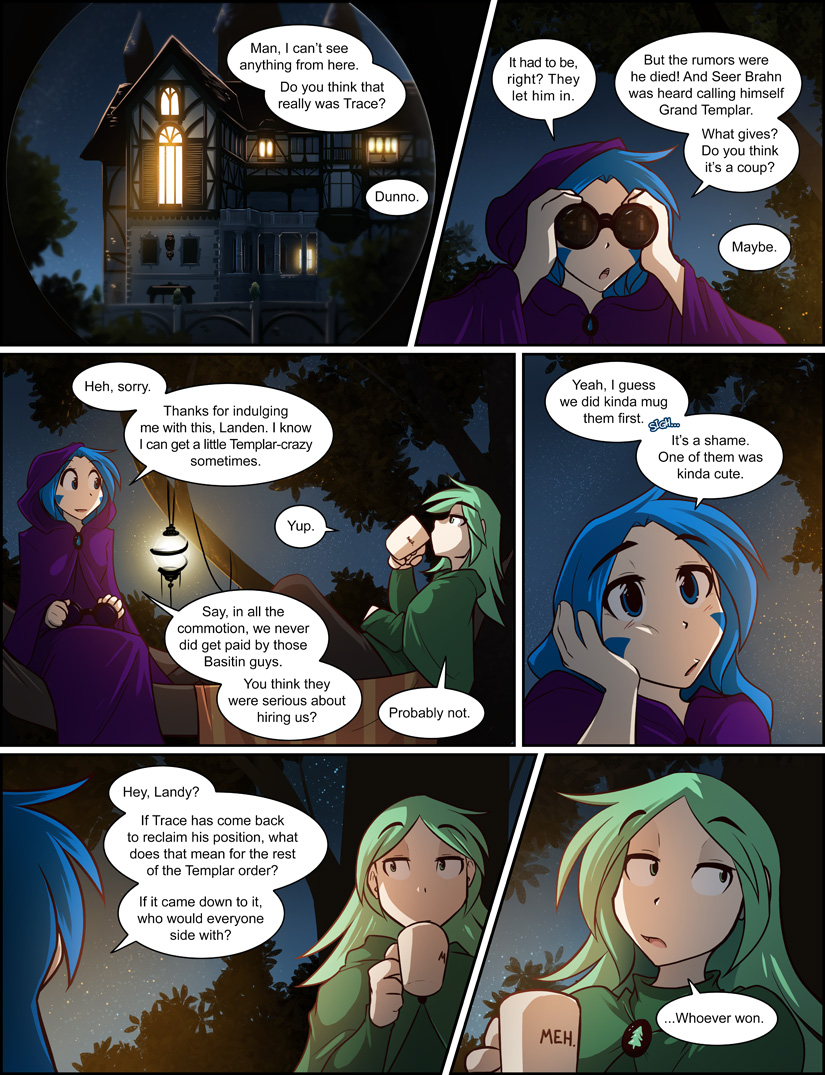 Man, I can't see
anything from here.
Do you think that
really was Trace?
Dunno.
It had to be,
right? They
let him in.
But the rumors were
he died! And Seer Brahn
was heard calling himself
Grand Templar.
What gives?
Do you think
it's a coup?
Maybe.
Heh, sorry.
Thanks for indulging
me with this, Landen. I know
I can get a little Templar-crazy
sometimes.
Yup.
MEH.
Say, in all the
commotion, we never
did get paid by those
Basitin guys.
You think they
were serious about
hiring us?
Probably not.
Yeah, I guess
we did kinda mug
them first.
SIGH...
It's a shame.
One of them was
kinda cute.
Hey, Landy?
If Trace has come back
to reclaim his position, what
does that mean for the rest
of the Templar order?
If it came down to it,
who would everyone
side with?
M
...Whoever won.
MEH.